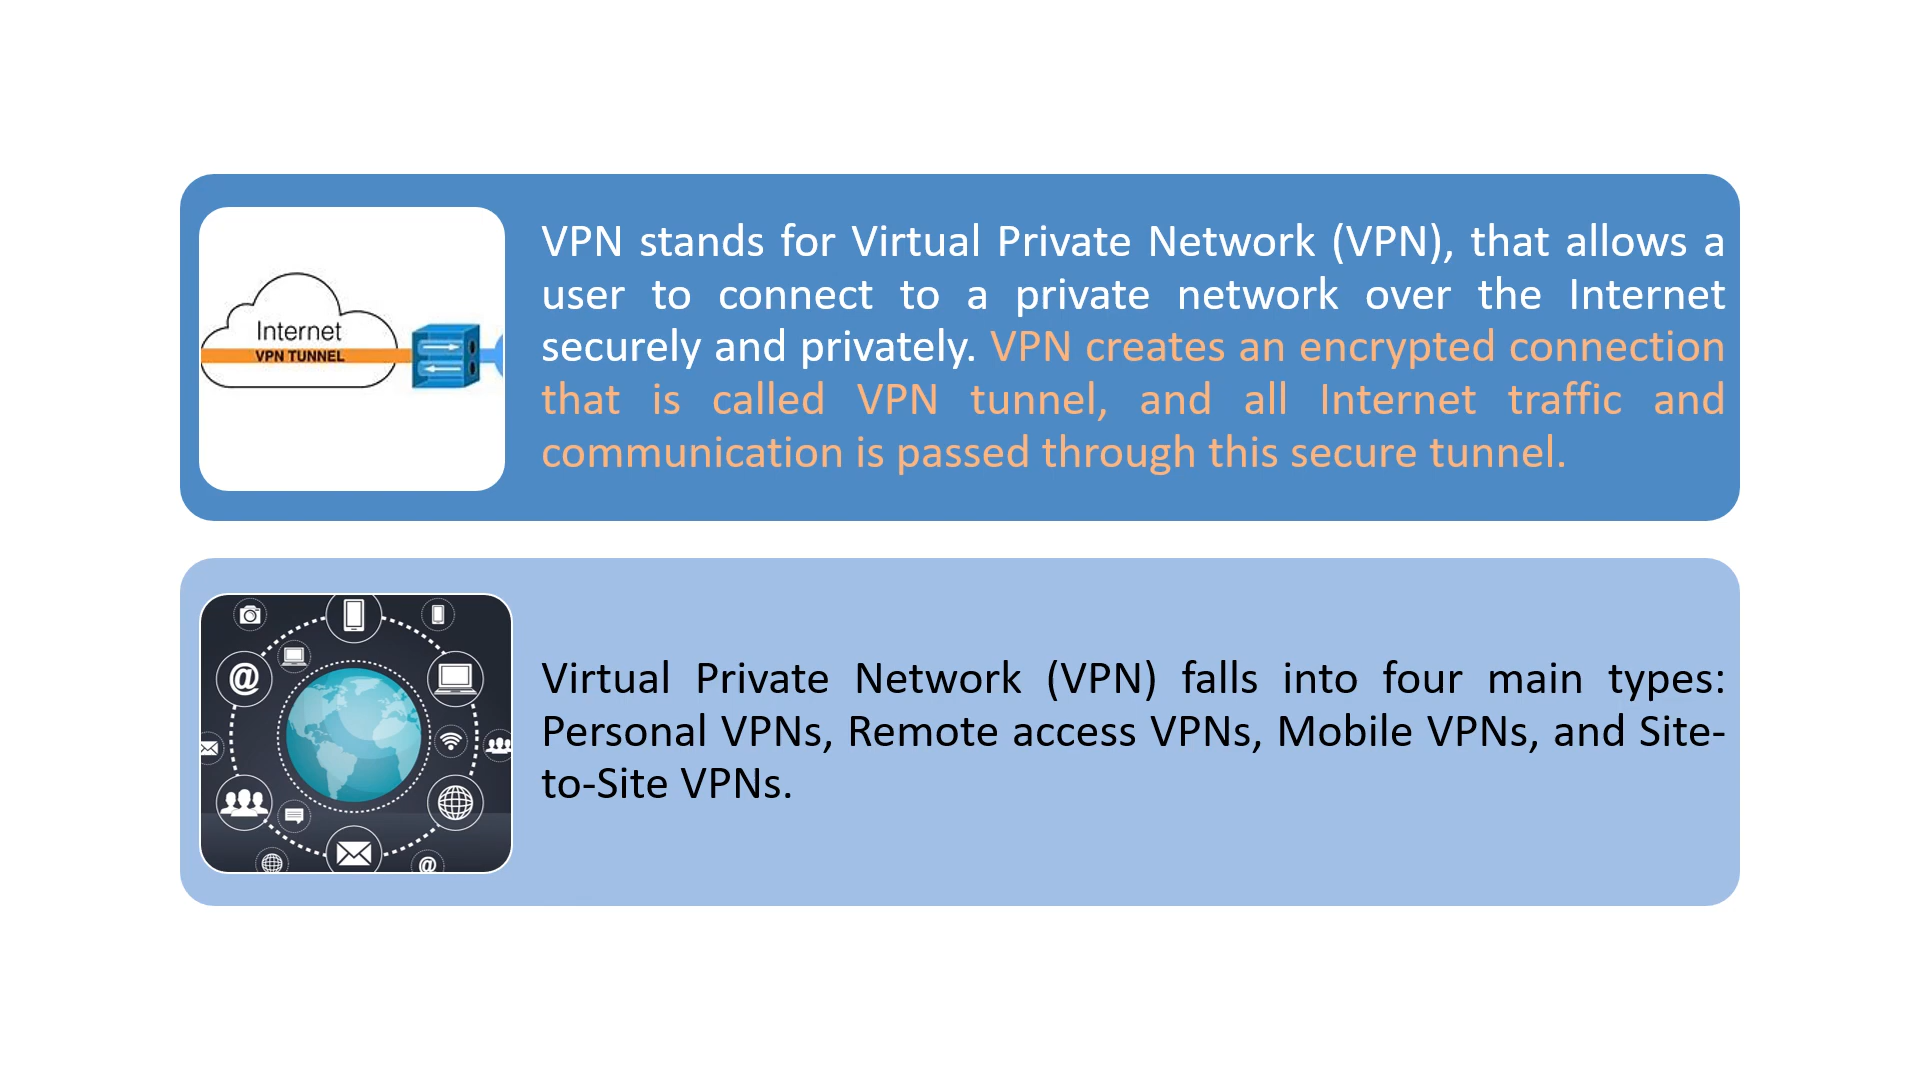 Internet
VPN TUNNEL
VPN stands for Virtual Private Network (VPN), that allows a
user to connect to a private network over the Internet
securely and privately. VPN creates an encrypted connection
that is called VPN tunnel, and all Internet traffic and
communication is passed through this secure tunnel.
@
@
Virtual Private Network (VPN) falls into four main types:
Personal VPNs, Remote access VPNs, Mobile VPNs, and Site-
to-Site VPNs.